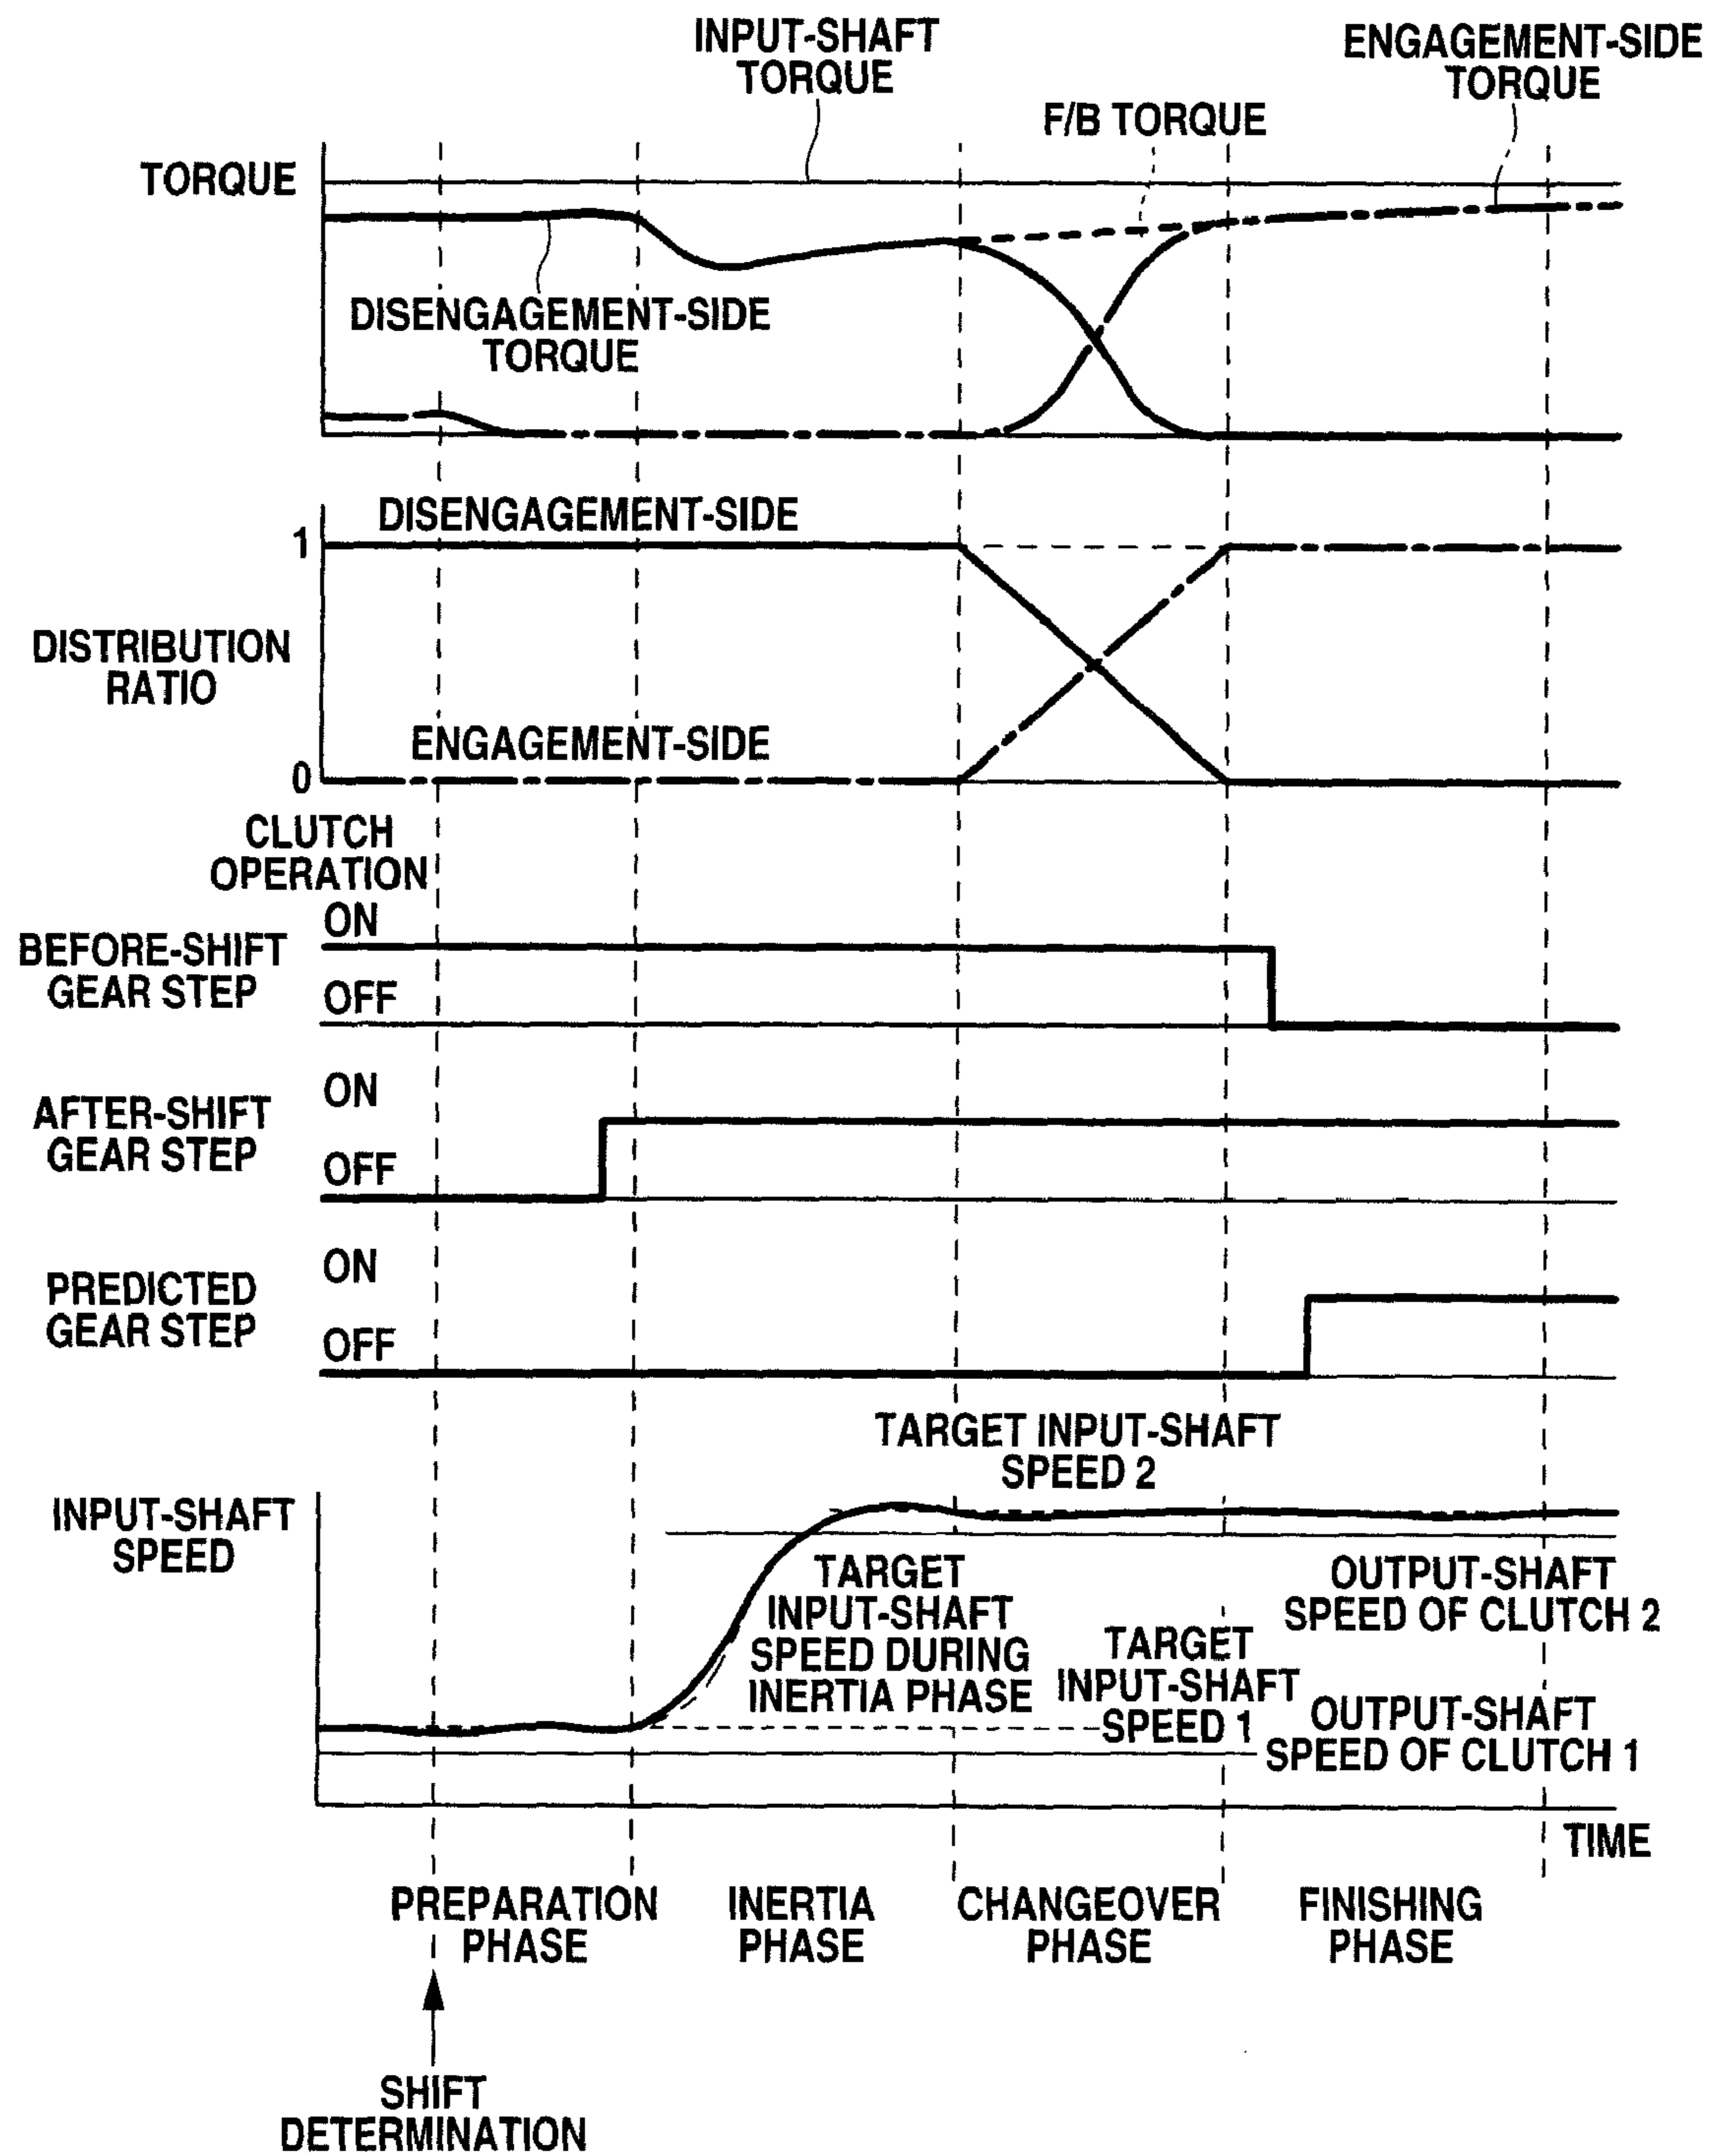 INPUT-SHAFT
TORQUE
ENGAGEMENT-SIDE
TORQUE
F/B TORQUE
TORQUE
DISENGAGEMENT-SIDE
TORQUE
DISENGAGEMENT-SIDE
1
DISTRIBUTION
RATIO
ENGAGEMENT-SIDE
0
CLUTCH
OPERATION
ON
BEFORE-SHIFT
GEAR STEP
OFF
ON
AFTER-SHIFT
GEAR STEP
OFF
ON
PREDICTED
GEAR STEP
OFF
TARGET INPUT-SHAFT
SPEED 2
INPUT-SHAFT
SPEED
TARGET
INPUT-SHAFT
SPEED DURING
INERTIA PHASE
OUTPUT-SHAFT
SPEED OF CLUTCH 2
TARGET
INPUT-SHAFT
SPEED 1
OUTPUT-SHAFT
SPEED OF CLUTCH 1
TIME
PREPARATION
PHASE
INERTIA
PHASE
CHANGEOVER
PHASE
FINISHING
PHASE
SHIFT
DETERMINATION